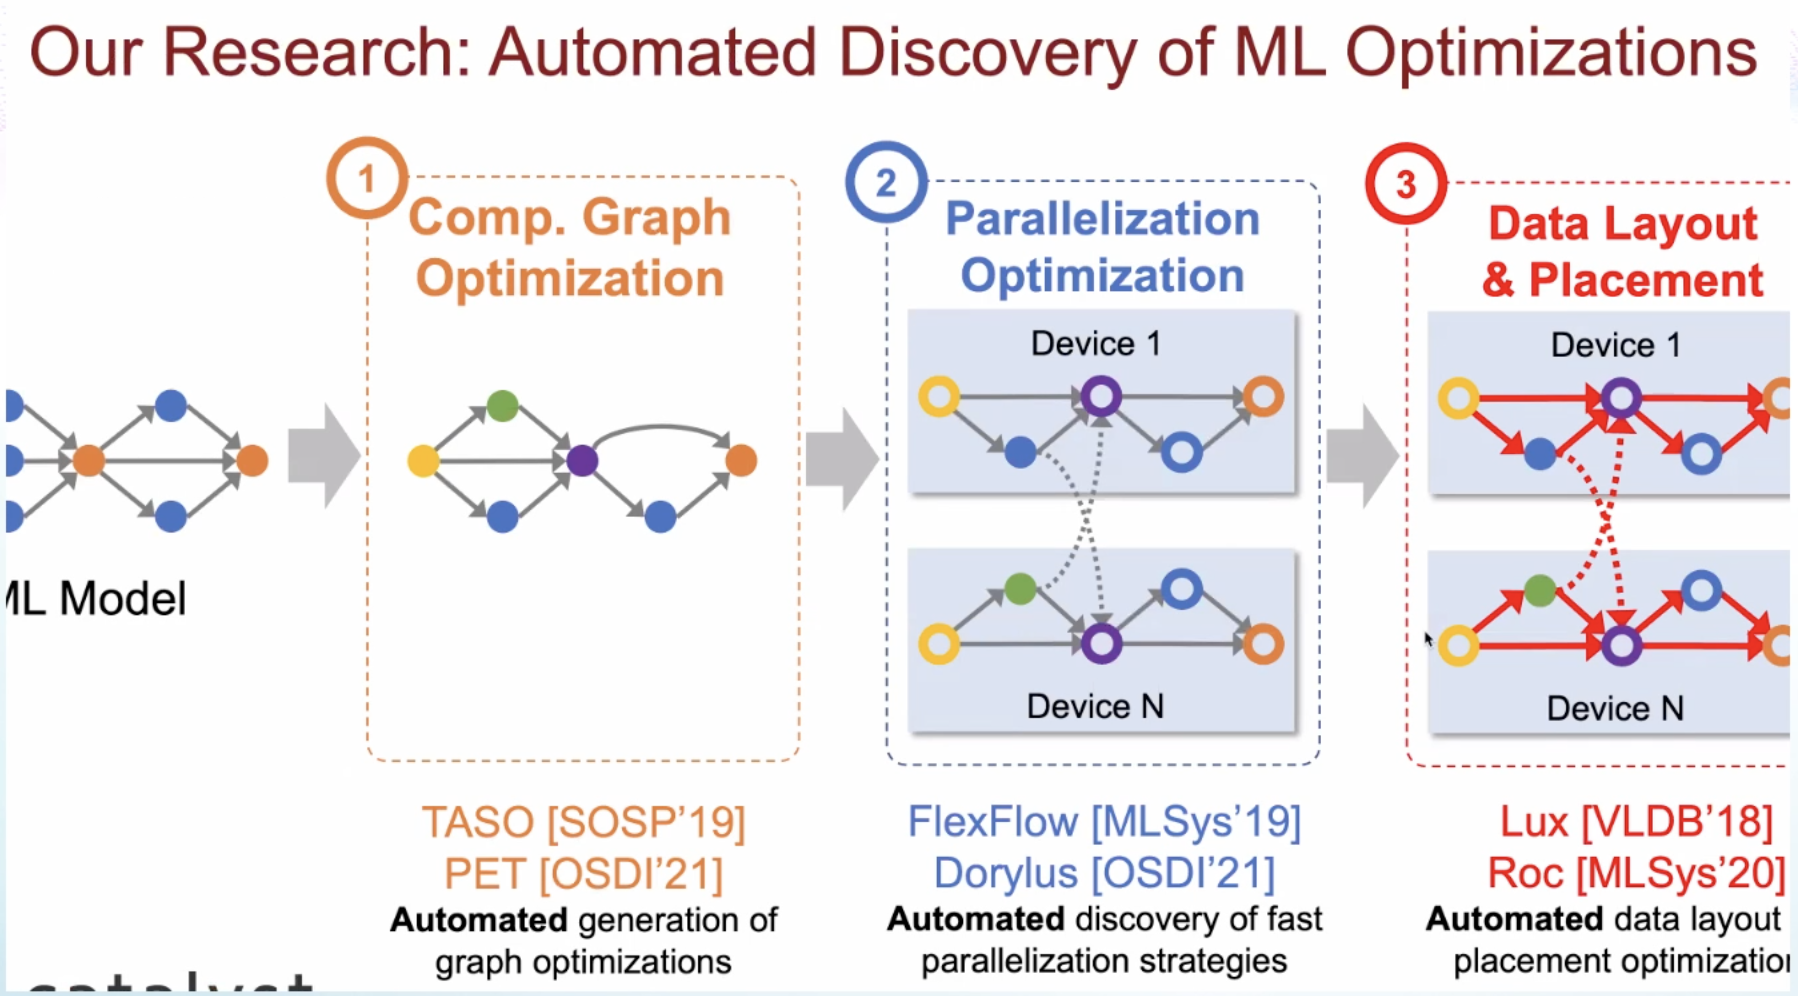 Our Research: Automated Discovery of ML Optimizations
1
Comp. Graph
Optimization
2
Parallelization
Optimization
3
Data Layout
& Placement
Device 1
Device 1
ML Model
Device N
Device N
TASO [SOSP’19]
PET [OSDI’21]
Automated generation of
graph optimizations
FlexFlow [MLSys’19]
Dorylus [OSDI’21]
Automated discovery of fast
parallelization strategies
Lux [VLDB’18]
Roc [MLSys’20]
Automated data layout
placement optimization
catalyst